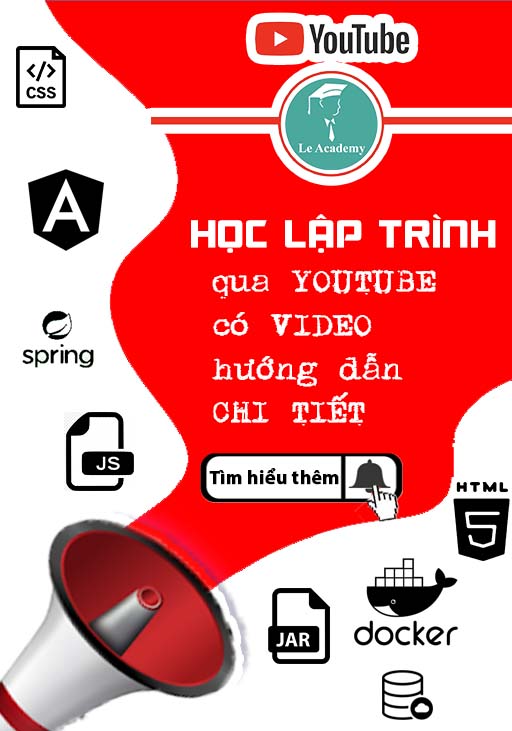 YouTube
CSS
Le Academy
HỌC LẬP TRÌNH
qua YOUTUBE
có VIDEO
hướng dẫn
CHI TIẾT
spring
JS
Tìm hiểu thêm
HTML
5
docker
JAR
A